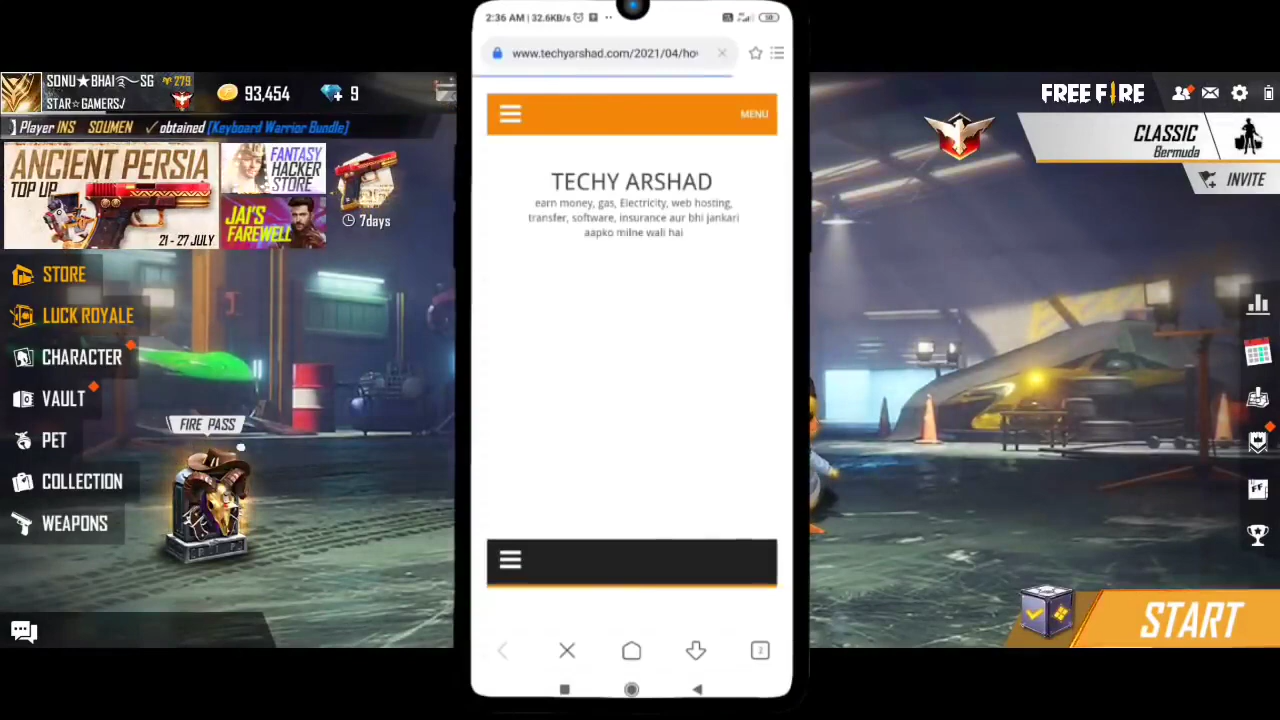 SONU★BHAI࿐SG
279
STAR☆GAMERS√
93,454
9
Player INS SOUMEN ✓obtained [Keyboard Warrior Bundle]
ANCIENT PERSIA
TOP UP
21 - 27 JULY
FANTASY
HACKER
STORE
JAI'S
FAREWELL
7days
STORE
LUCK ROYALE
CHARACTER
VAULT
PET
COLLECTION
WEAPONS
FIRE PASS
2:36 AM | 32.6KB/s
www.techyarshad.com/2021/04/ho
MENU
TECHY ARSHAD
earn money, gas, Electricity, web hosting,
transfer, software, insurance aur bhi jankari
aapko milne wali hai
2
FREE FIRE
CLASSIC
Bermuda
INVITE
FF
START